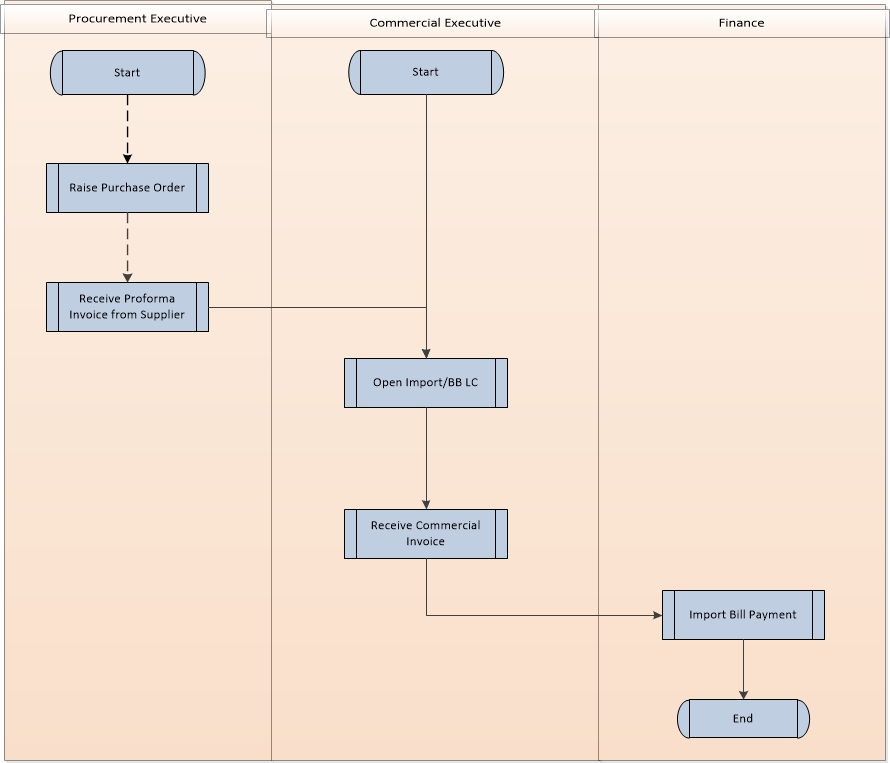 Procurement Executive
Commercial Executive
Finance
Start
Start
Raise Purchase Order
Receive Proforma
Invoice from Supplier
Open Import/BB LC
Receive Commercial
Invoice
Import Bill Payment
End